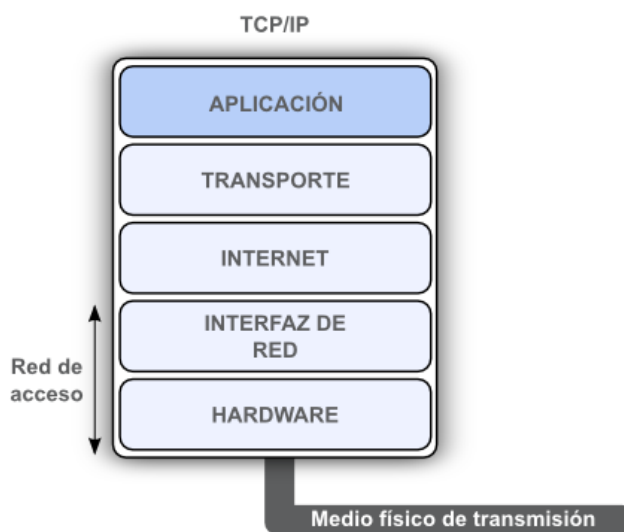 TCP/IP
APLICACIÓN
TRANSPORTE
INTERNET
INTERFAZ DE
RED
Red de
acceso
HARDWARE
Medio físico de transmisión